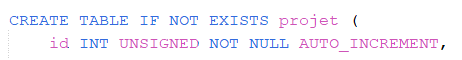 CREATE TABLE IF NOT EXISTS projet (
id INT UNSIGNED NOT NULL AUTO_INCREMENT,